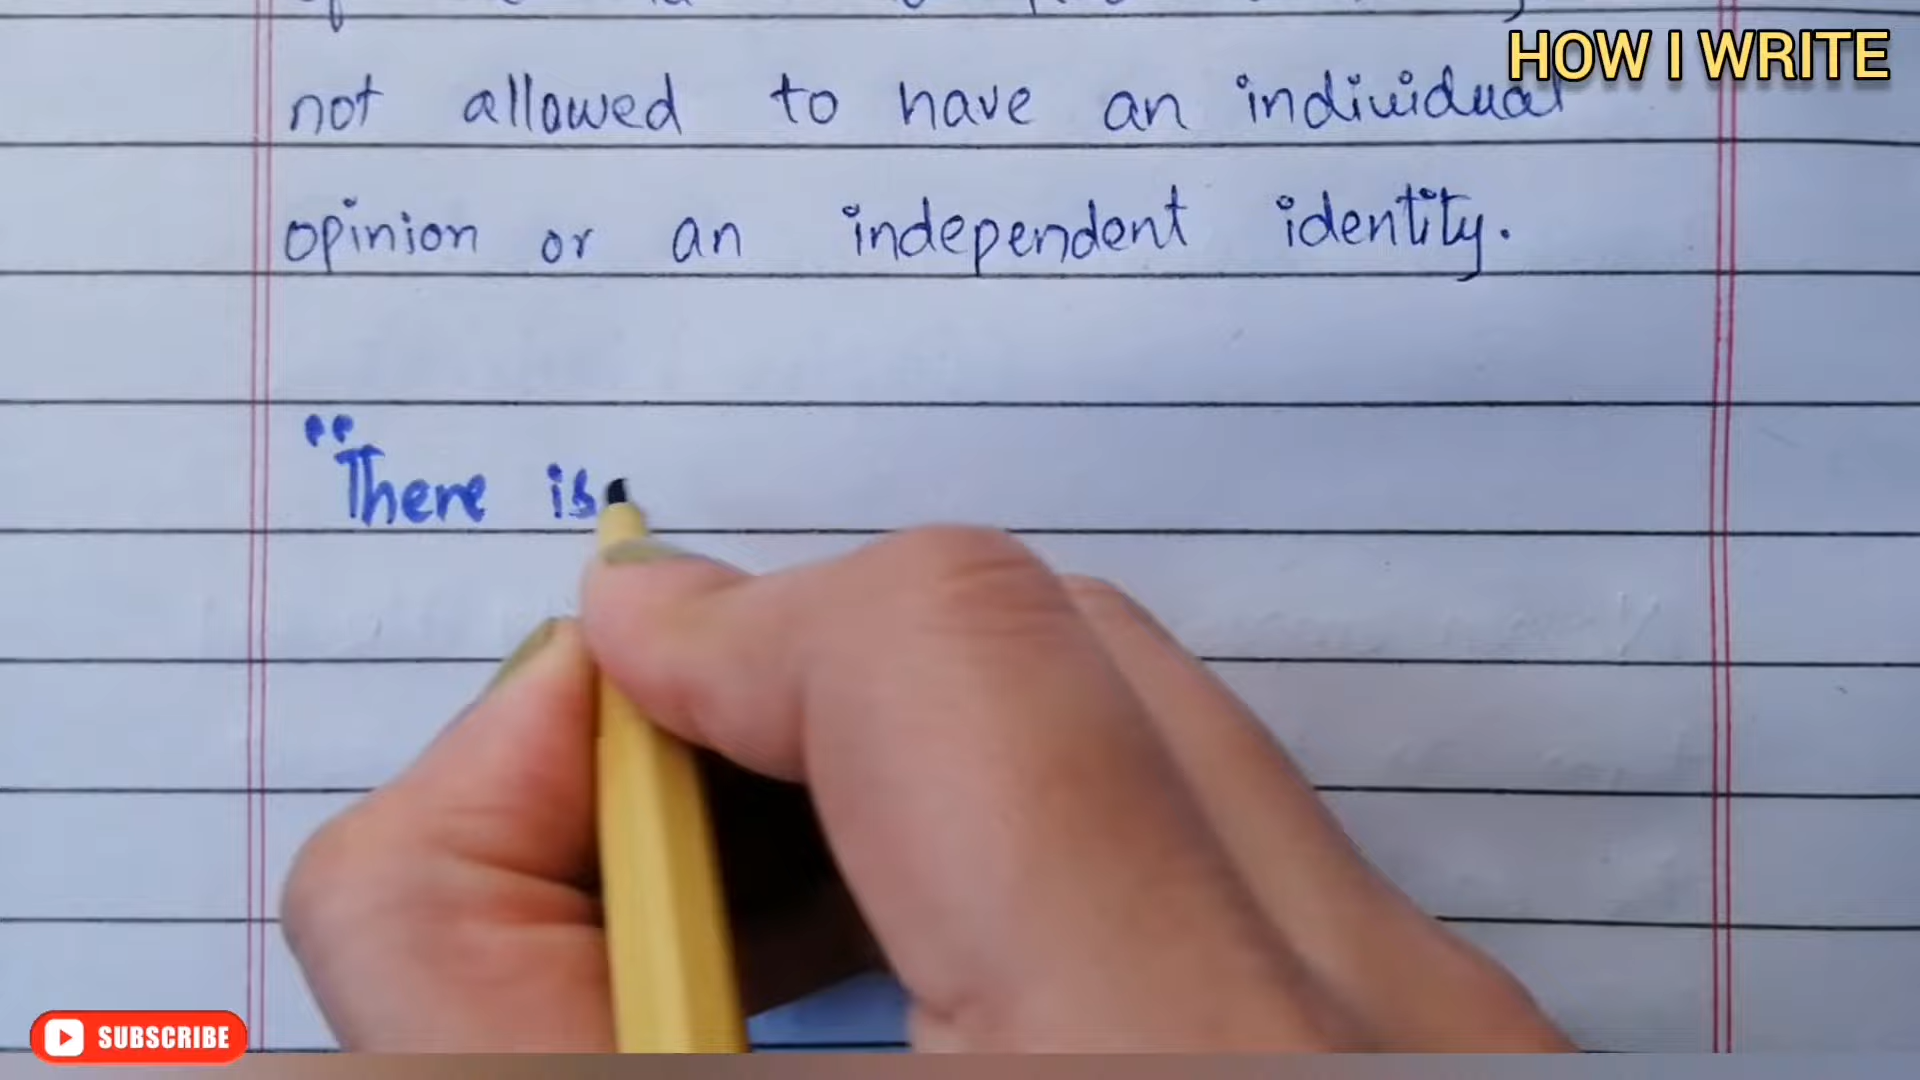 HOW I WRITE
not allowed to have an individual
opinion or an independent identity.
"There is
SUBSCRIBE